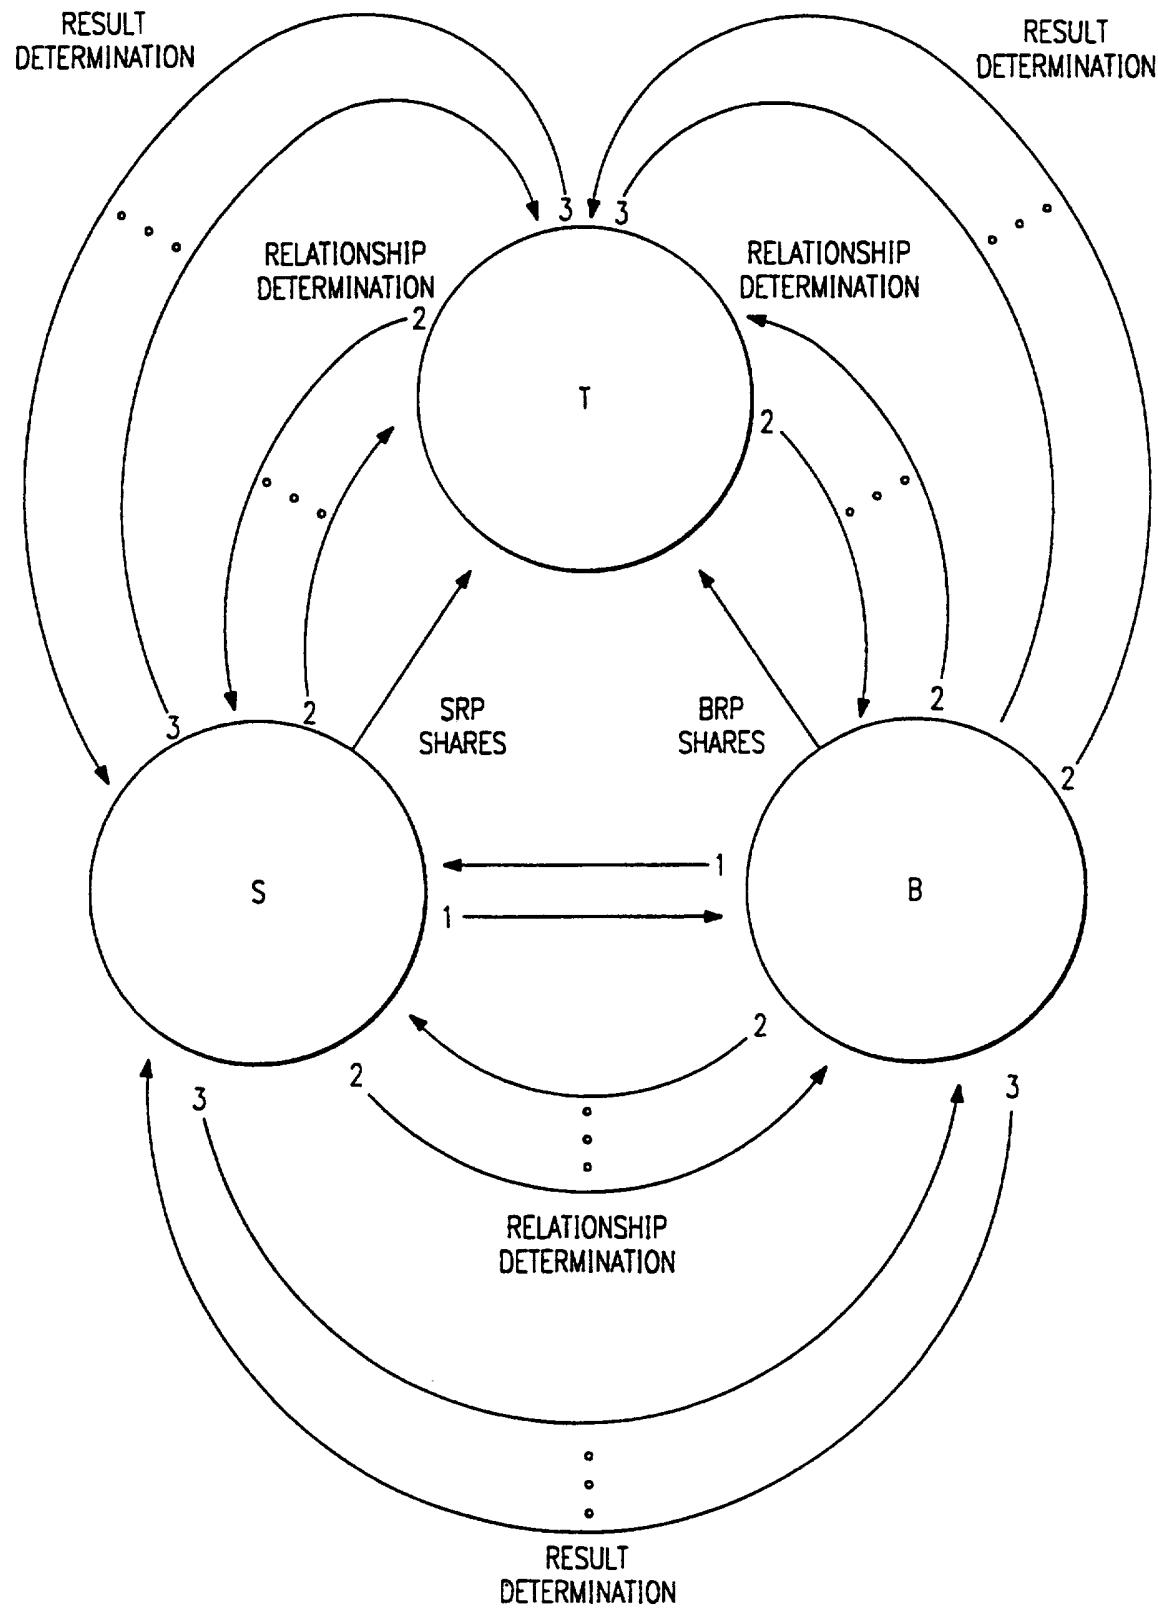 RESULT
DETERMINATION
RESULT
DETERMINATION
3
3
RELATIONSHIP
DETERMINATION
RELATIONSHIP
DETERMINATION
2
T
2
SRP
SHARES
BRP
SHARES
3
2
2
2
1
S
B
1
2
2
3
3
RELATIONSHIP
DETERMINATION
RESULT
DETERMINATION